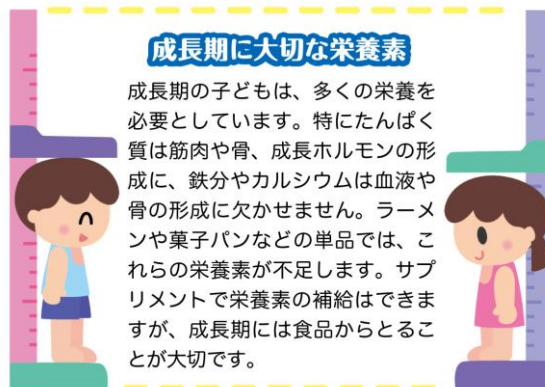 成長期に大切な栄養素
成長期の子どもは、多くの栄養を
必要としています。特にたんぱく
質は筋肉や骨、成長ホルモンの形
成に、鉄分やカルシウムは血液や
骨の形成に欠かせません。ラーメ
ンや菓子パンなどの単品では、こ
れらの栄養素が不足します。サプ
リメントで栄養素の補給はできま
すが、成長期には食品からとるこ
とが大切です。